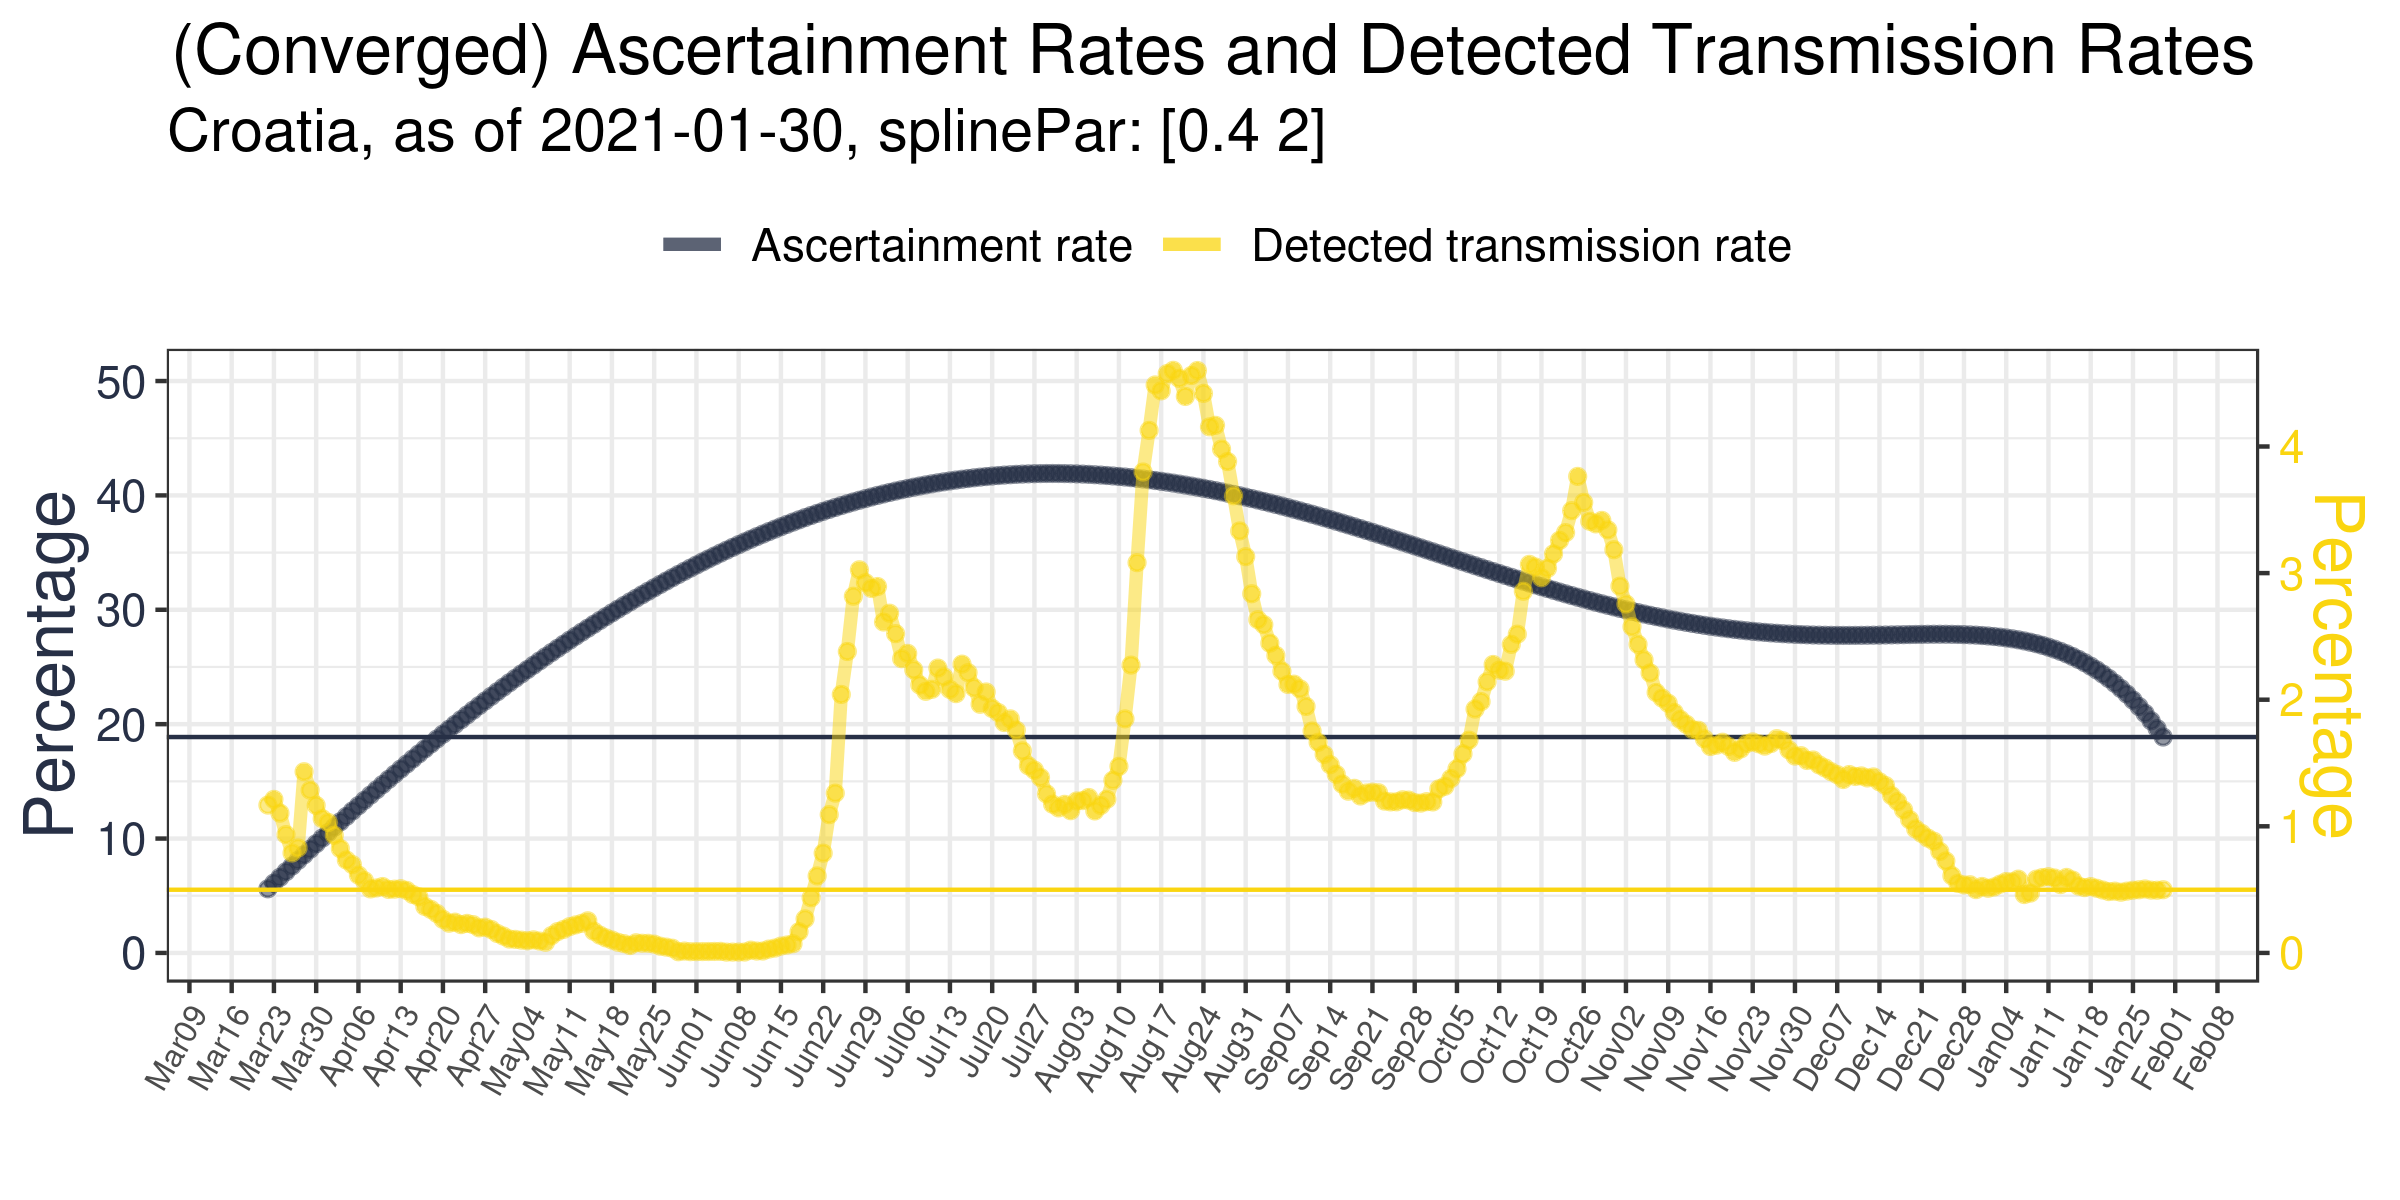 (Converged) Ascertainment Rates and Detected Transmission Rates
Croatia, as of 2021-01-30, splinePar: [0.4 2]
Ascertainment rate Detected transmission rate
Percentage
50
40
30
20
10
0
4
3
2
1
0
Percentage
Mar09 Mar16 Mar23 Mar30 Apr06 Apr13 Apr20 Apr27 May04 May11 May18 May25 Jun01 Jun08 Jun15 Jun22 Jun29 Jul06 Jul13 Jul20 Jul27 Aug03 Aug10 Aug17 Aug24 Aug31 Sep07 Sep14 Sep21 Sep28 Oct05 Oct12 Oct19 Oct26 Nov02 Nov09 Nov16 Nov23 Nov30 Dec07 Dec14 Dec21 Dec28 Jan04 Jan11 Jan18 Jan25 Feb01 Feb08